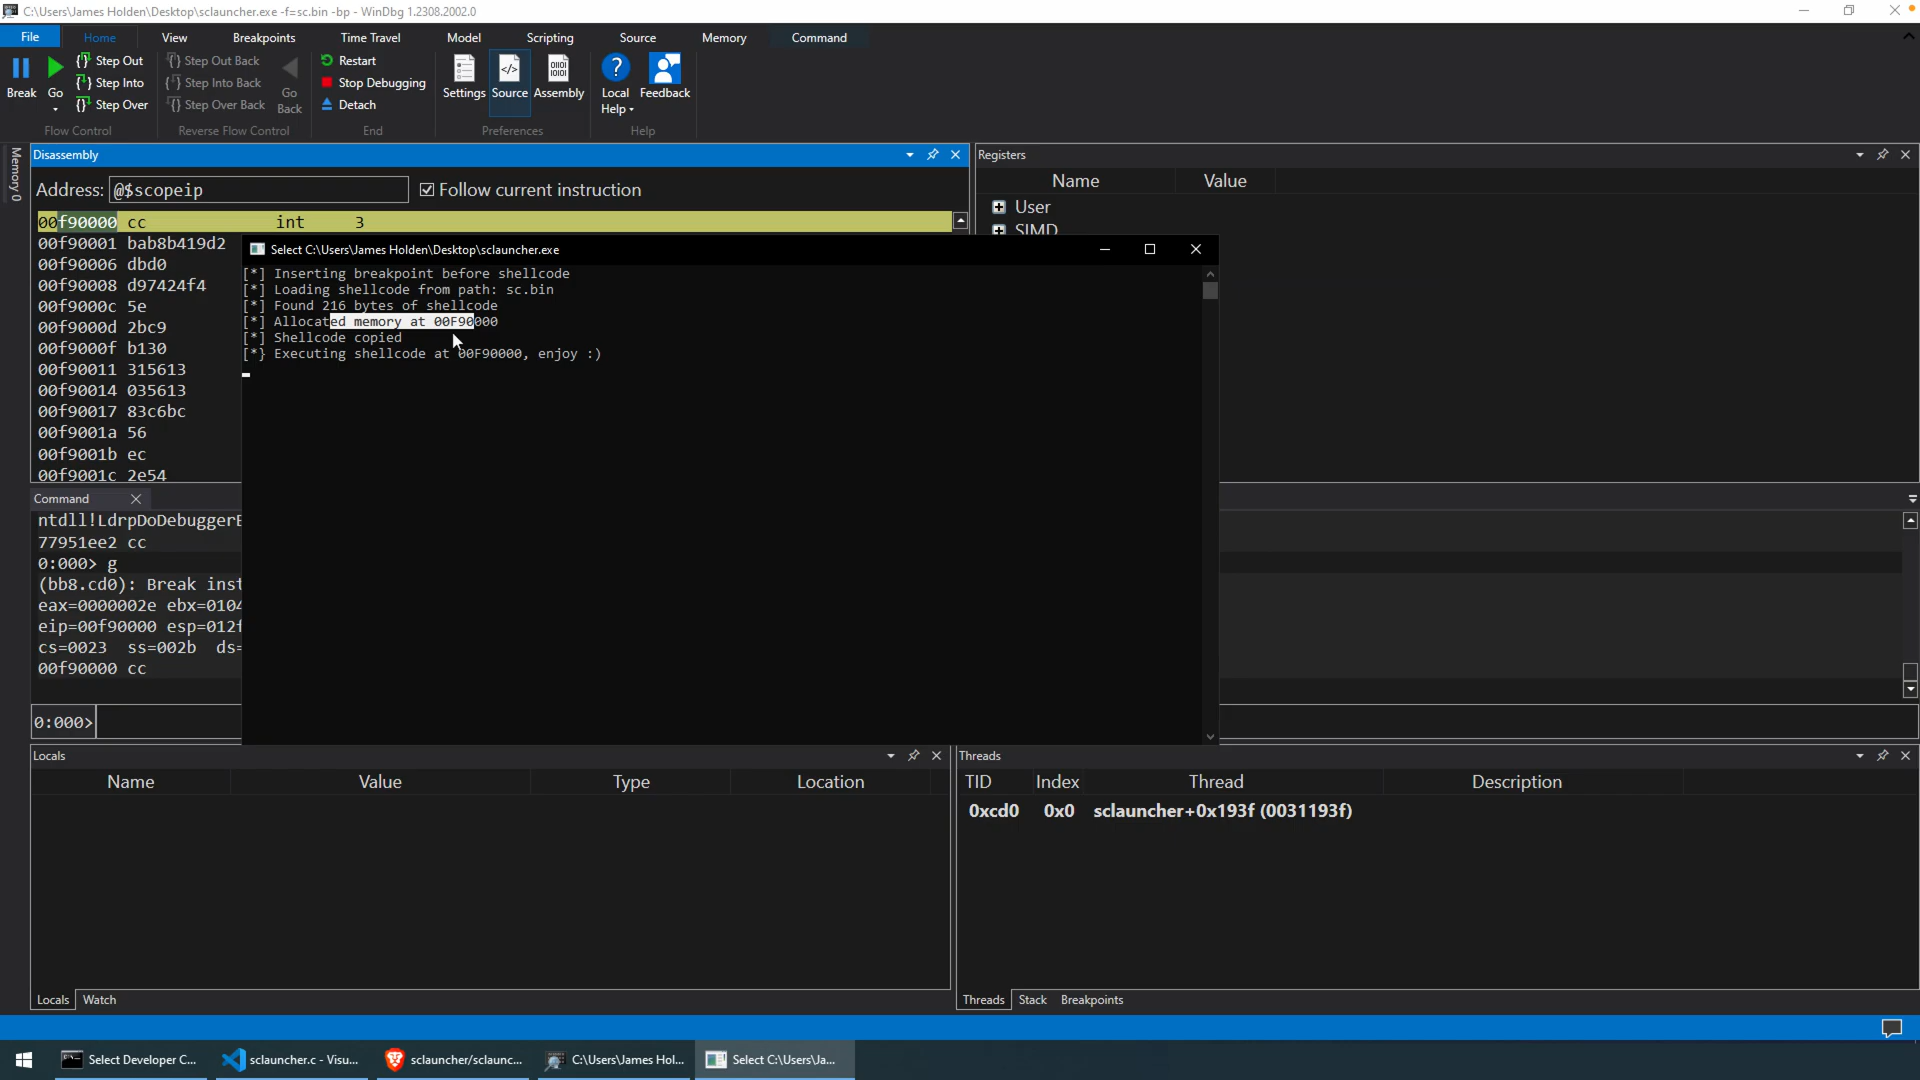 C:\Users\James Holden\Desktop\sclauncher.exe -f=sc.bin -bp - WinDbg 1.2308.2002.0
File Home View Breakpoints Time Travel Model Scripting Source Memory Command
Break
Go
Step Out
Step Into
Step Over
Flow Control
Step Out Back
Step Into Back
Step Over Back
Go Back
Reverse Flow Control
Restart
Stop Debugging
Detach
End
Settings Source Assembly
Preferences
Local Help
Feedback
Help
Memory 0
Disassembly
Address: @$scopeip Follow current instruction
00f90000 cc int 3
00f90001 bab8b419d2
00f90006 dbd0
00f90008 d97424f4
00f9000c 5e
00f9000d 2bc9
00f9000f b130
00f90011 315613
00f90014 035613
00f90017 83c6bc
00f9001a 56
00f9001b ec
00f9001c 2e54
Registers
Name Value
User
SIMD
Select C:\Users\James Holden\Desktop\sclauncher.exe
[*] Inserting breakpoint before shellcode
[*] Loading shellcode from path: sc.bin
[*] Found 216 bytes of shellcode
[*] Allocated memory at 00F90000
[*] Shellcode copied
[*} Executing shellcode at 00F90000, enjoy :)
Command
ntdll!LdrpDoDebuggerB
77951ee2 cc
0:000> g
(bb8.cd0): Break inst
eax=0000002e ebx=0104
eip=00f90000 esp=012f
cs=0023 ss=002b ds=
00f90000 cc
0:000>
Locals
Name Value Type Location
Locals Watch
Threads
TID Index Thread Description
0xcd0 0x0 sclauncher+0x193f (0031193f)
Threads Stack Breakpoints
Select Developer C...
sclauncher.c - Visu...
sclauncher/sclaunc...
C:\Users\James Hol...
Select C:\Users\Ja...